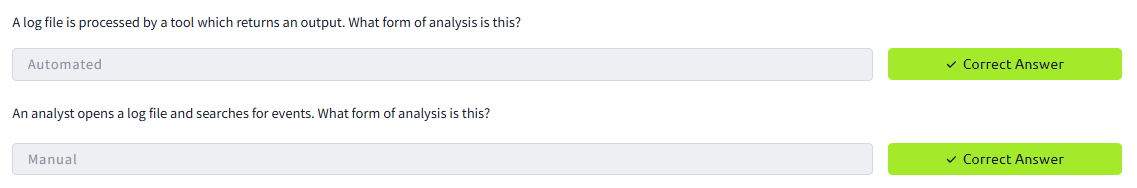 A log file is processed by a tool which returns an output. What form of analysis is this?
Automated
✓ Correct Answer
An analyst opens a log file and searches for events. What form of analysis is this?
Manual
✓ Correct Answer